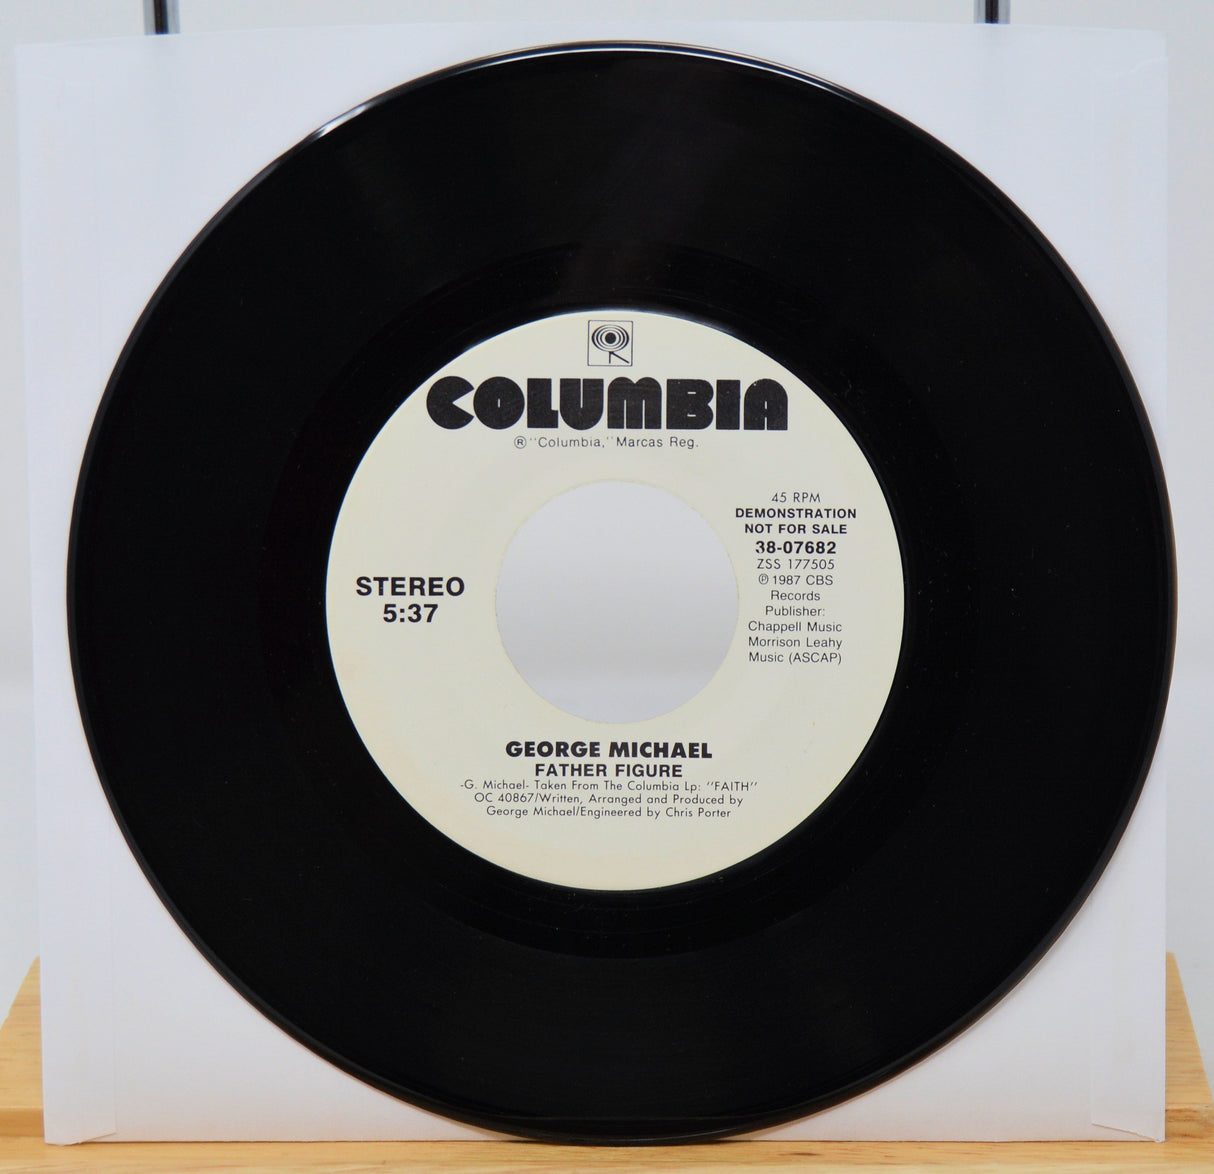 COLUMBIA
® "Columbia," Marcas Reg.
45 RPM
DEMONSTRATION
NOT FOR SALE
38-07682
ZSS 177505
℗ 1987 CBS
Records
Publisher:
Chappell Music
Morrison Leahy
Music (ASCAP)
STEREO
5:37
GEORGE MICHAEL
FATHER FIGURE
-G. Michael- Taken From The Columbia Lp: "FAITH"
OC 40867/Written, Arranged and Produced by
George Michael/Engineered by Chris Porter